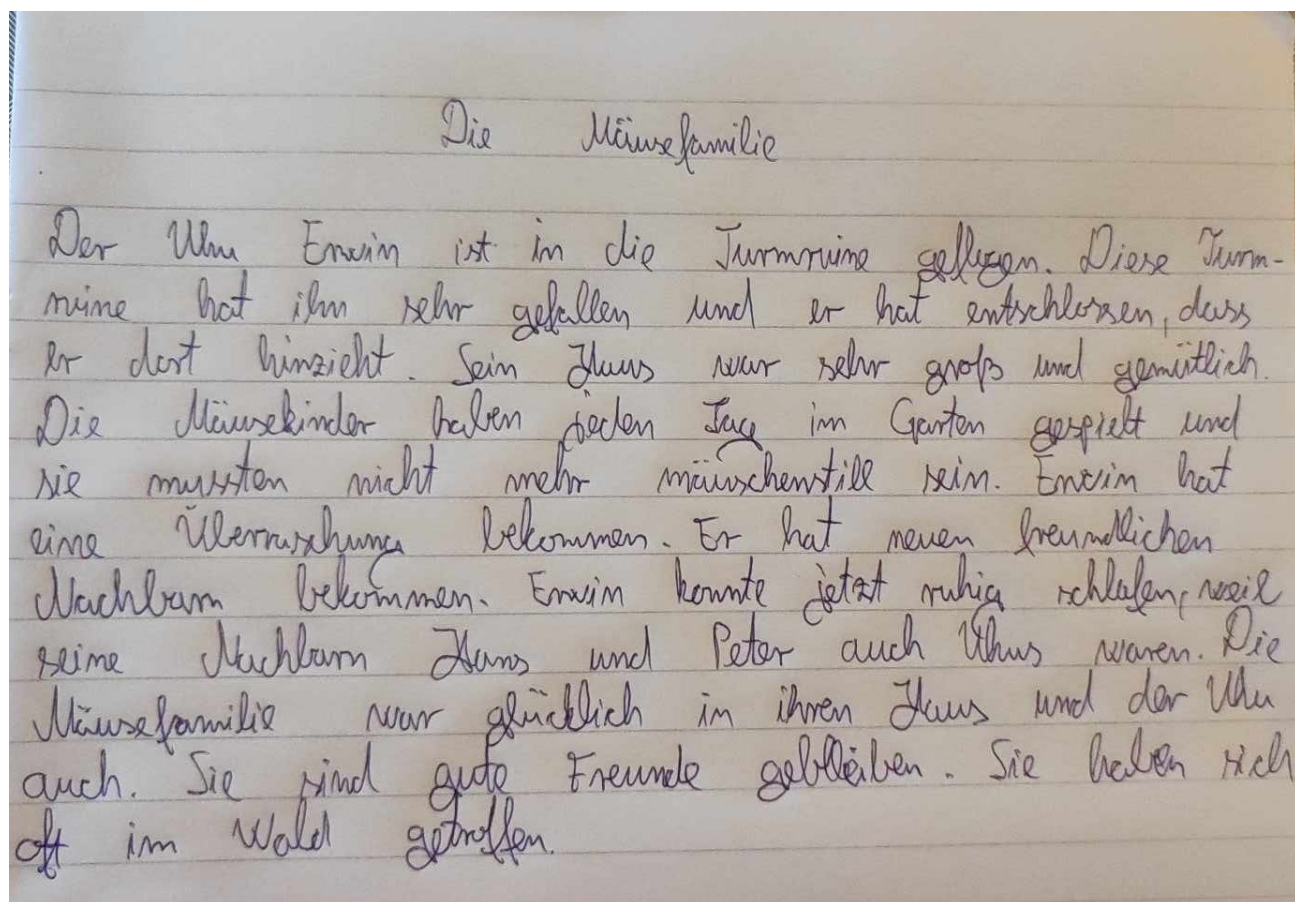 Die Mäusefamilie
Der Uhu Erwin ist in die Turmruine geflogen. Diese Turm-
ruine hat ihm sehr gefallen und er hat entschlossen, dass
er dort hinzieht. Sein Haus war sehr groß und gemütlich.
Die Mäusekinder haben jeden Tag im Garten gespielt und
sie mussten nicht mehr mäuschenstill sein. Erwin hat
eine Überraschung bekommen. Er hat neuen freundlichen
Nachbarn bekommen. Erwin konnte jetzt ruhig schlafen, weil
seine Nachbarn Hans und Peter auch Uhus waren. Die
Mäusefamilie war glücklich in ihren Haus und der Uhu
auch. Sie sind gute Freunde geblieben. Sie haben sich
oft im Wald getroffen.